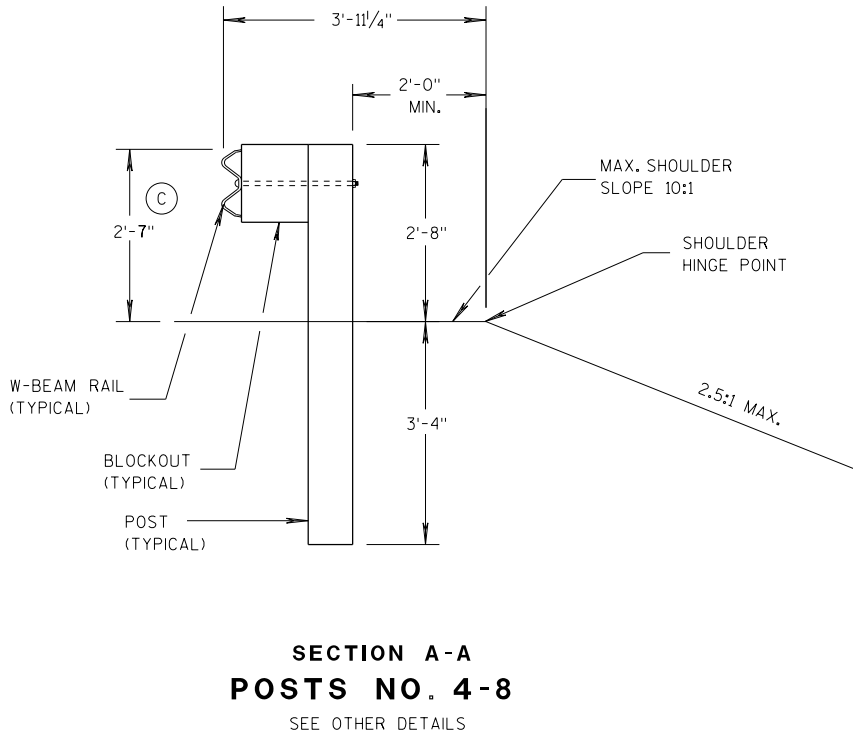 3'-11 1/4"
2'-0"
MIN.
MAX. SHOULDER
SLOPE 10:1
C
2'-7"
2'-8"
SHOULDER
HINGE POINT
W-BEAM RAIL
(TYPICAL)
2.5:1 MAX.
3'-4"
BLOCKOUT
(TYPICAL)
POST
(TYPICAL)
SECTION A-A
POSTS NO. 4-8
SEE OTHER DETAILS